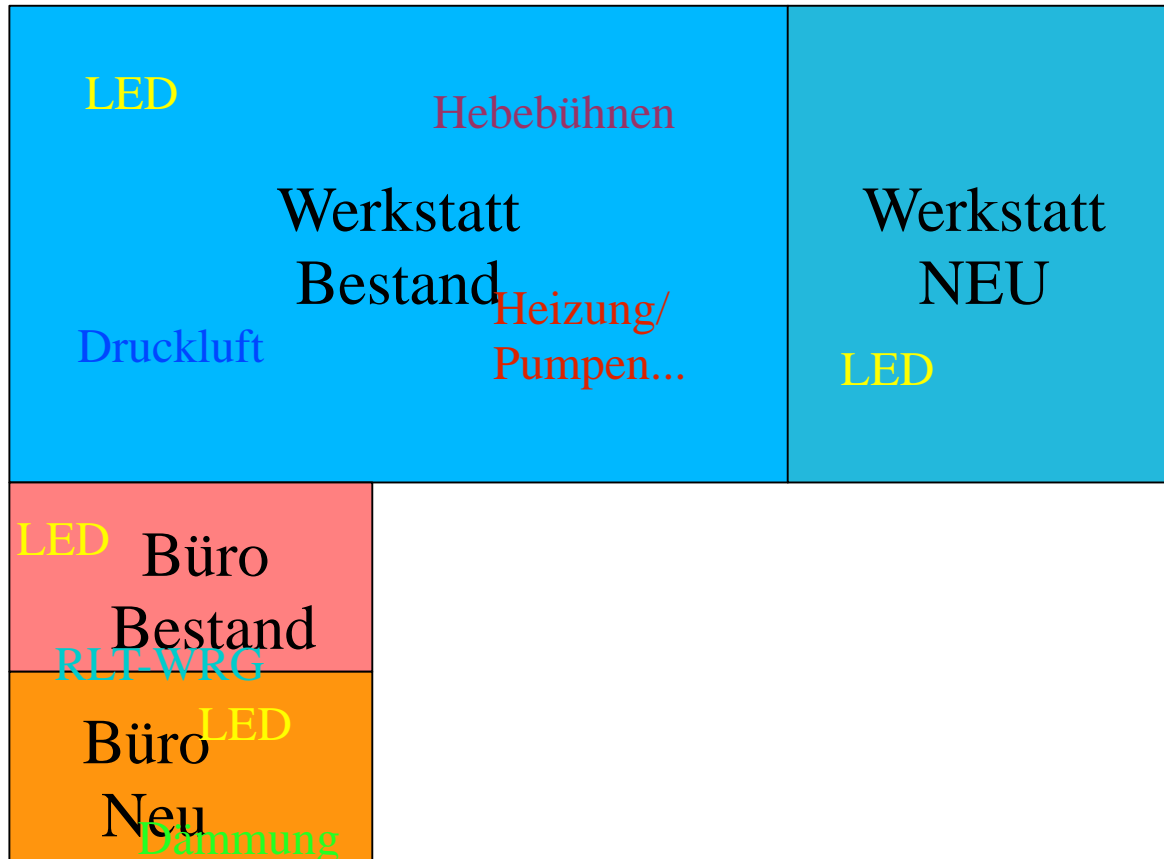 LED
Hebebühnen
Werkstatt
Bestand
Heizung/
Pumpen...
Druckluft
Werkstatt
NEU
LED
LED
Büro
Bestand
RLT-WRG
LED
Büro
Neu
Dämmung